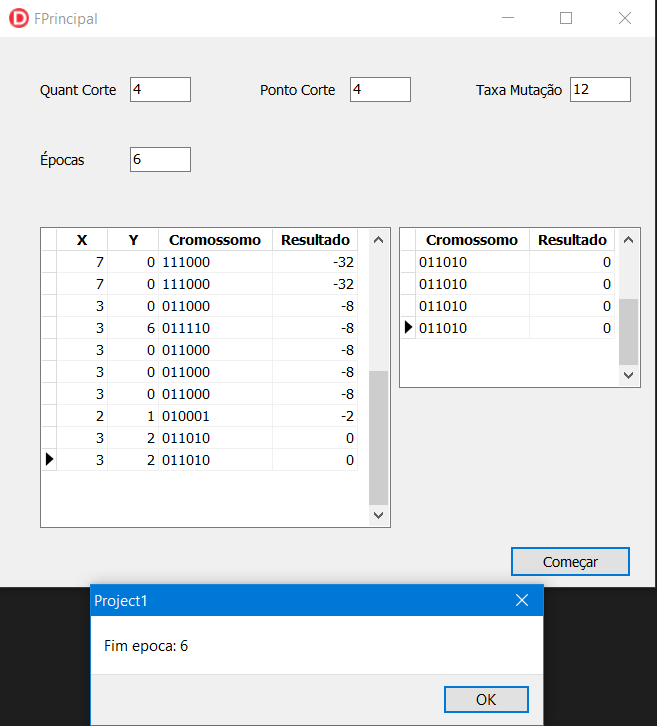 FPrincipal
Quant Corte 4 Ponto Corte 4 Taxa Mutação 12
Épocas 6
X Y Cromossomo Resultado
7 0 111000 -32
7 0 111000 -32
3 0 011000 -8
3 6 011110 -8
3 0 011000 -8
3 0 011000 -8
3 0 011000 -8
2 1 010001 -2
3 2 011010 0
3 2 011010 0
Cromossomo Resultado
011010 0
011010 0
011010 0
011010 0
Começar
Project1
Fim epoca: 6
OK